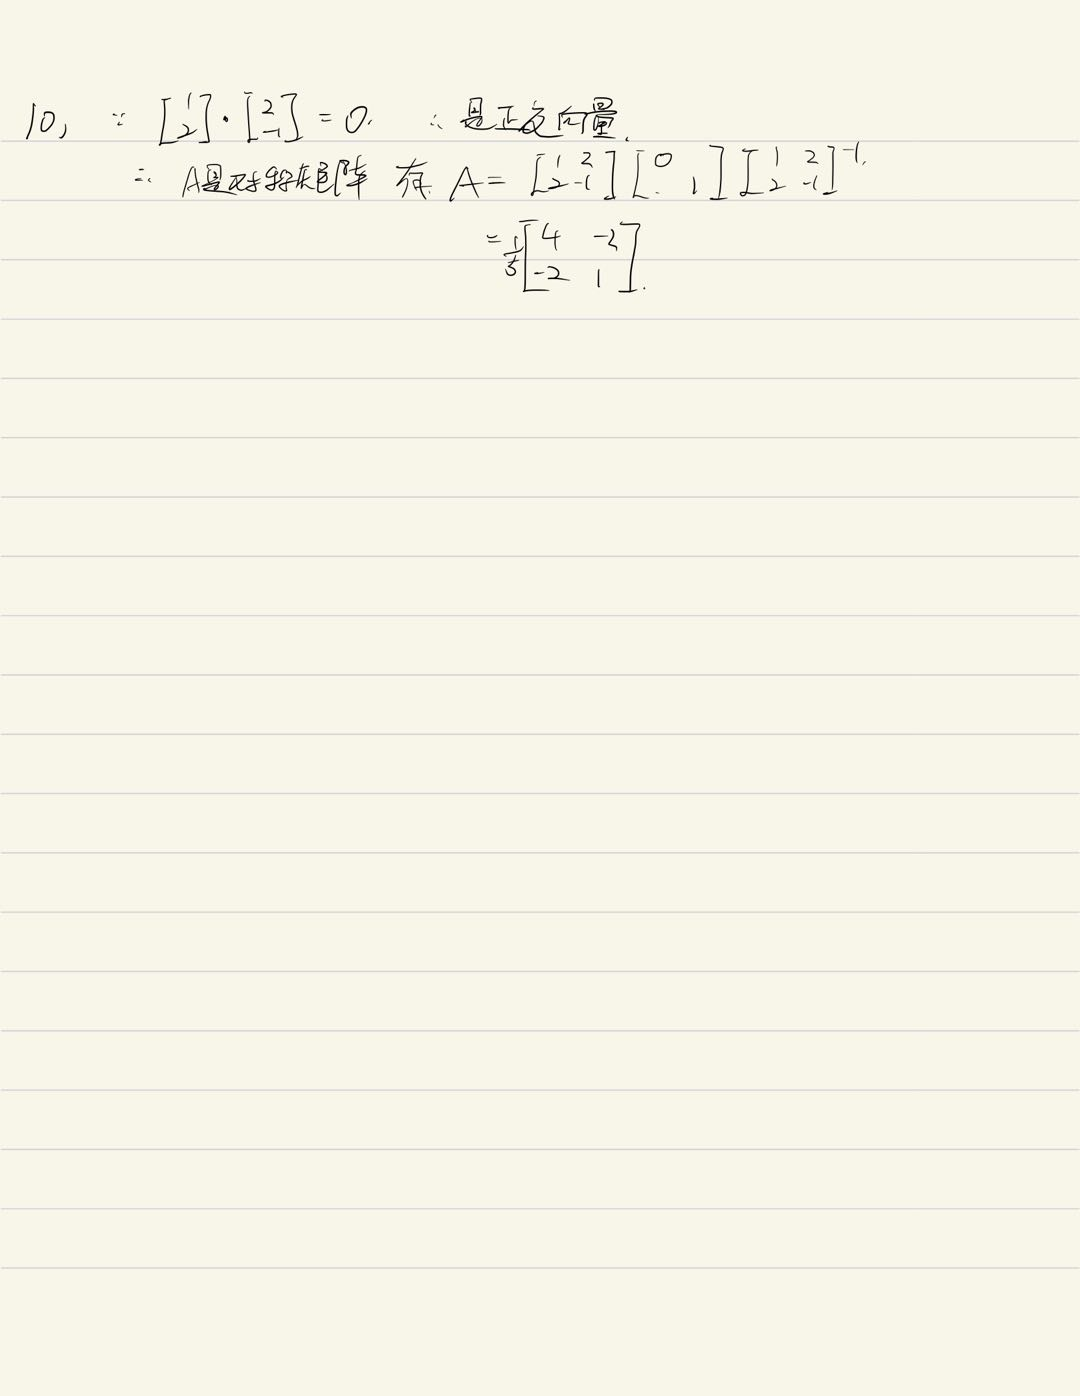 10, ∵ [1 2]·[2 -1] = 0. ∴ 是正交向量.
∴ A是对称矩阵 有 A = [1 2 2 -1] [0 1] [1 2 2 -1]⁻¹.
= 1/5 [4 -2 -2 1].